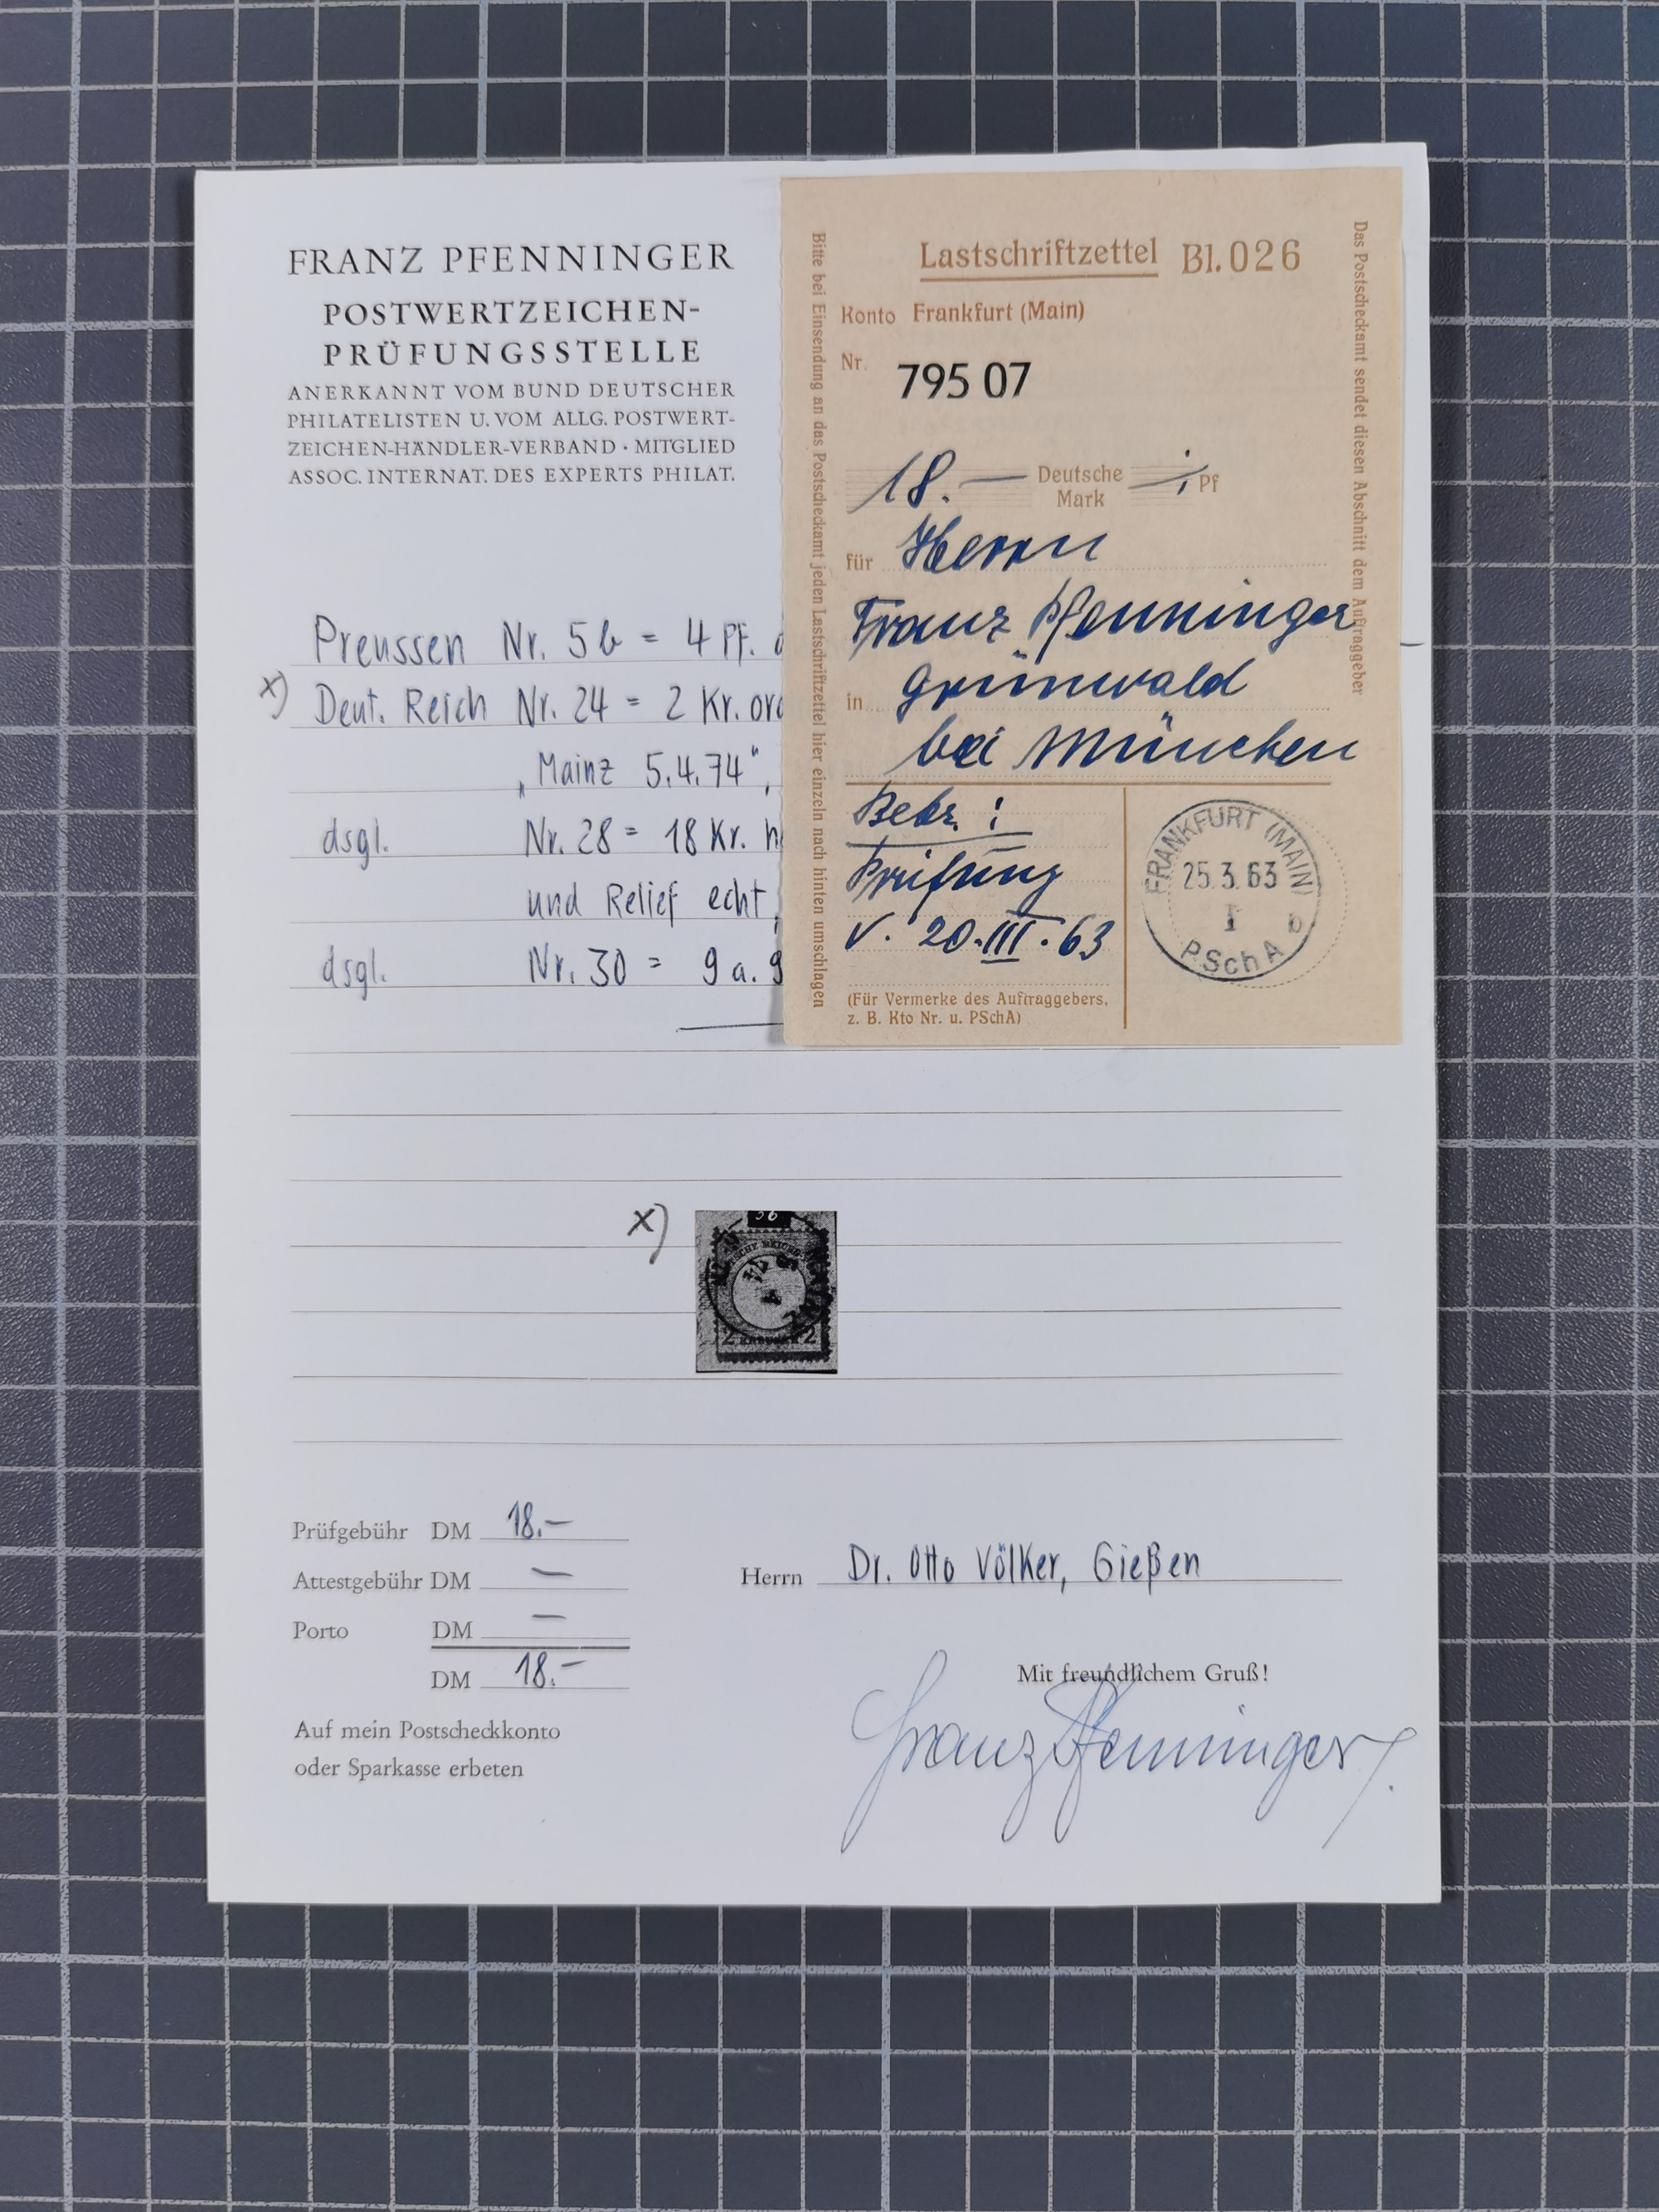 FRANZ PFENNINGER
POSTWERTZEICHEN-
PRÜFUNGSSTELLE
ANERKANNT VOM BUND DEUTSCHER
PHILATELISTEN U. VOM ALLG. POSTWERT-
ZEICHEN-HÄNDLER-VERBAND · MITGLIED
ASSOC. INTERNAT. DES EXPERTS PHILAT.
Preussen Nr. 5b = 4 Pf.
x) Deut. Reich Nr. 24 = 2 Kr.
"Mainz 5.4.74",
dsgl. Nr. 28 = 18 Kr.
und Relief echt,
dsgl. Nr. 30 = 9 a. 9
Bitte bei Einsendung an das Postscheckamt jeden Lastschriftzettel hier einzeln nach hinten umschlagen
Lastschriftzettel Bl. 026
Konto Frankfurt (Main)
Nr. 795 07
18.— Deutsche Mark Pf
für Herrn
Franz Pfenninger
in Grünwald
bei München
Betr. :
Prüfung
v. 20.III.63
(Für Vermerke des Auftraggebers,
z. B. Kto Nr. u. PSchA)
FRANKFURT (MAIN)
25.3.63
1 b
PSchA
Das Postscheckamt sendet diesen Abschnitt dem Auftraggeber
x)
36
2 2
Prüfgebühr DM 18.—
Attestgebühr DM —
Porto DM —
DM 18.—
Herrn Dr. Otto Völker, Gießen
Mit freundlichem Gruß!
Franz Pfenninger
Auf mein Postscheckkonto
oder Sparkasse erbeten